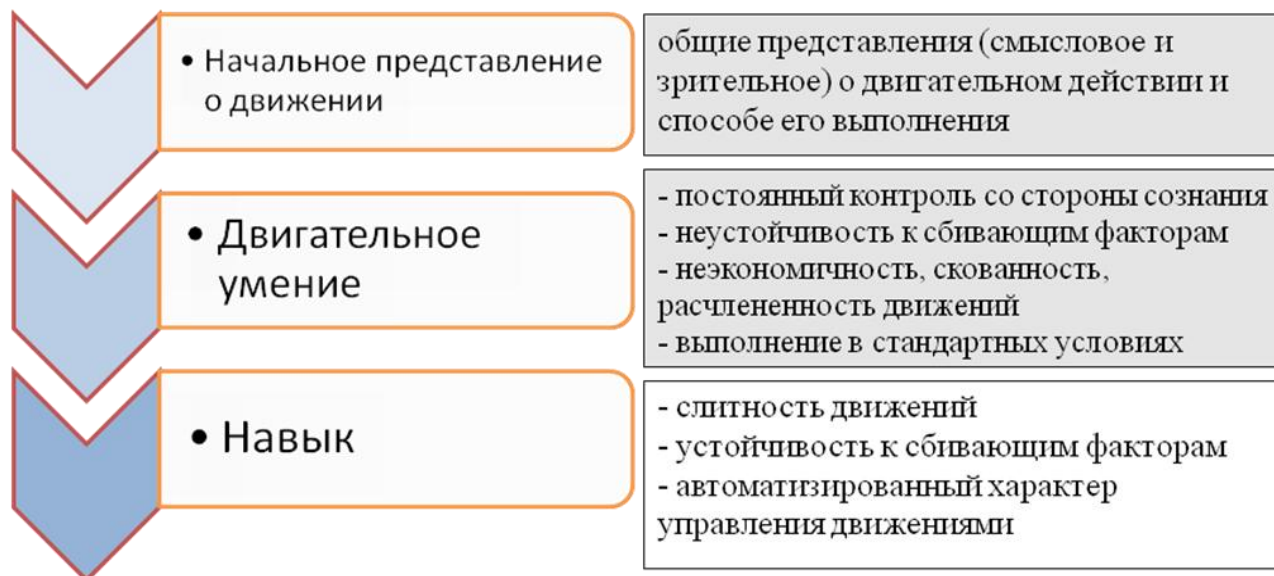 • Начальное представление
о движении
общие представления (смысловое и
зрительное) о двигательном действии и
способе его выполнения
• Двигательное
умение
- постоянный контроль со стороны сознания
- неустойчивость к сбивающим факторам
- неэкономичность, скованность,
расчлененность движений
- выполнение в стандартных условиях
• Навык
- слитность движений
- устойчивость к сбивающим факторам
- автоматизированный характер
управления движениями